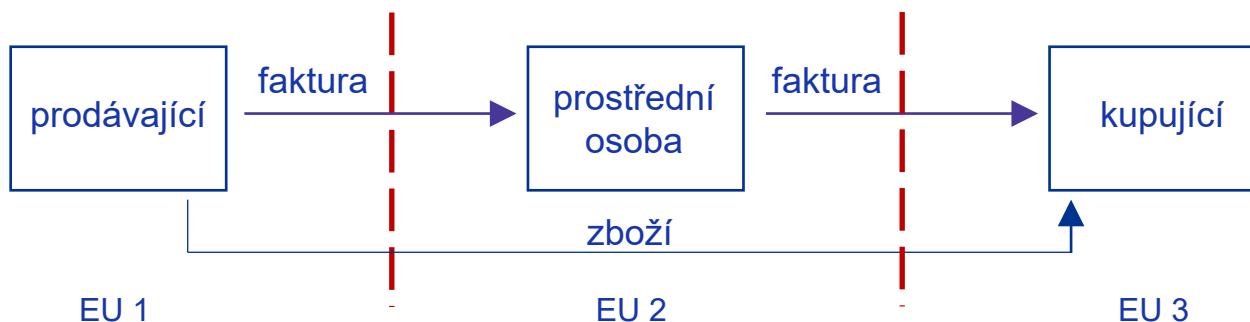 faktura
faktura
prodávající
prostřední
osoba
kupující
zboží
EU 1
EU 2
EU 3